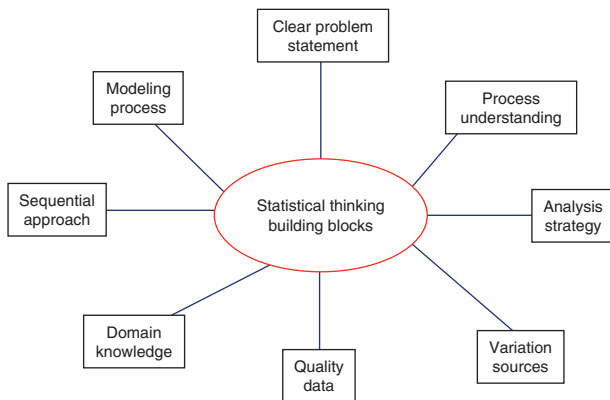 Clear problem
statement
Modeling
process
Process
understanding
Sequential
approach
Statistical thinking
building blocks
Analysis
strategy
Domain
knowledge
Quality
data
Variation
sources